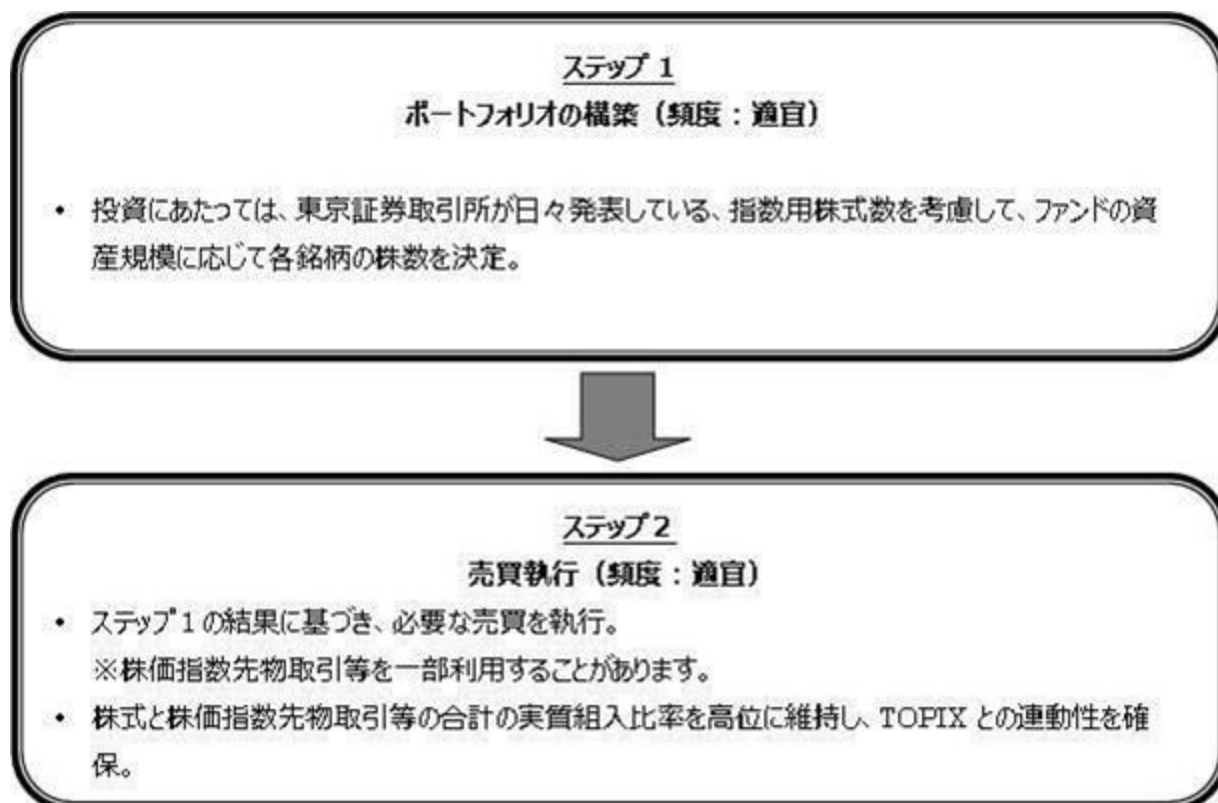 ステップ 1
ポートフォリオの構築（頻度：適宜）
• 投資にあたっては、東京証券取引所が日々発表している、指数用株式数を考慮して、ファンドの資
産規模に応じて各銘柄の株数を決定。
ステップ 2
売買執行（頻度：適宜）
• ステップ 1 の結果に基づき、必要な売買を執行。
※株価指数先物取引等を一部利用することがあります。
• 株式と株価指数先物取引等の合計の実質組入比率を高位に維持し、TOPIX との連動性を確
保。